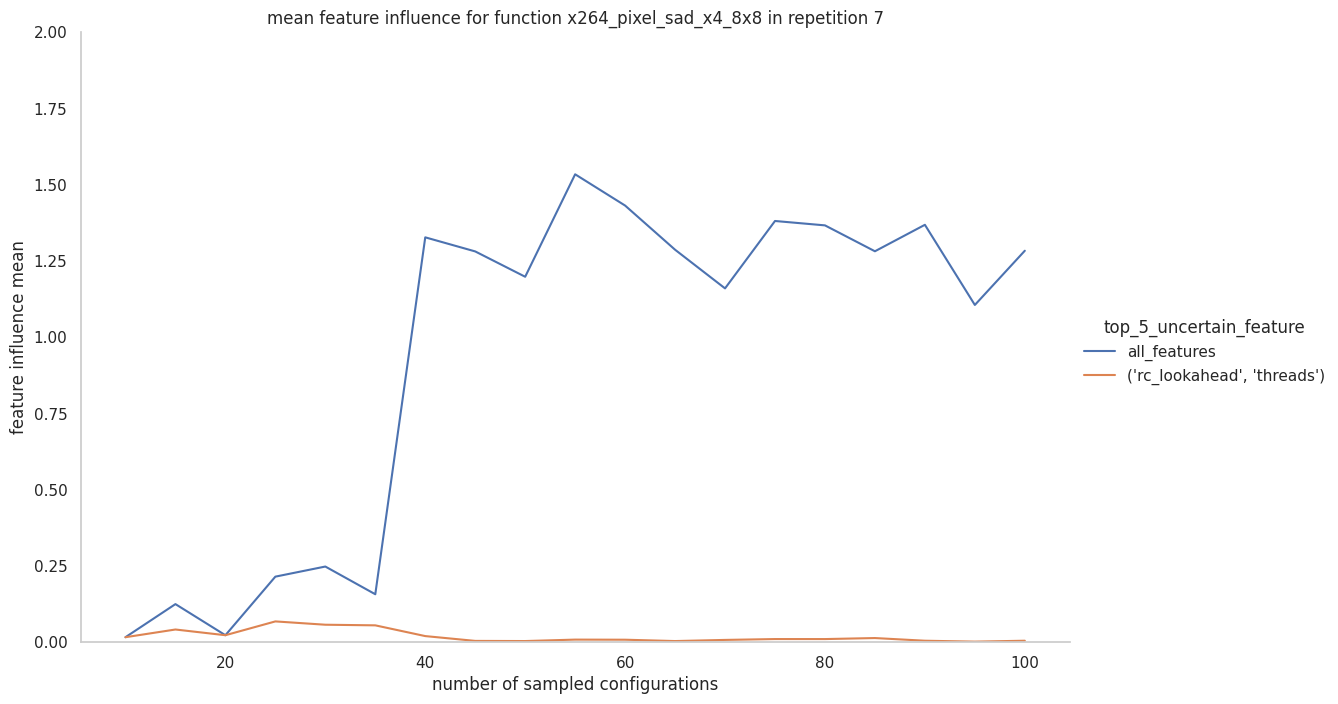 mean feature influence for function x264_pixel_sad_x4_8x8 in repetition 7
2.00
1.75
1.50
1.25
1.00
0.75
0.50
0.25
0.00
feature influence mean
20 40 60 80 100
number of sampled configurations
top_5_uncertain_feature
all_features
('rc_lookahead', 'threads')